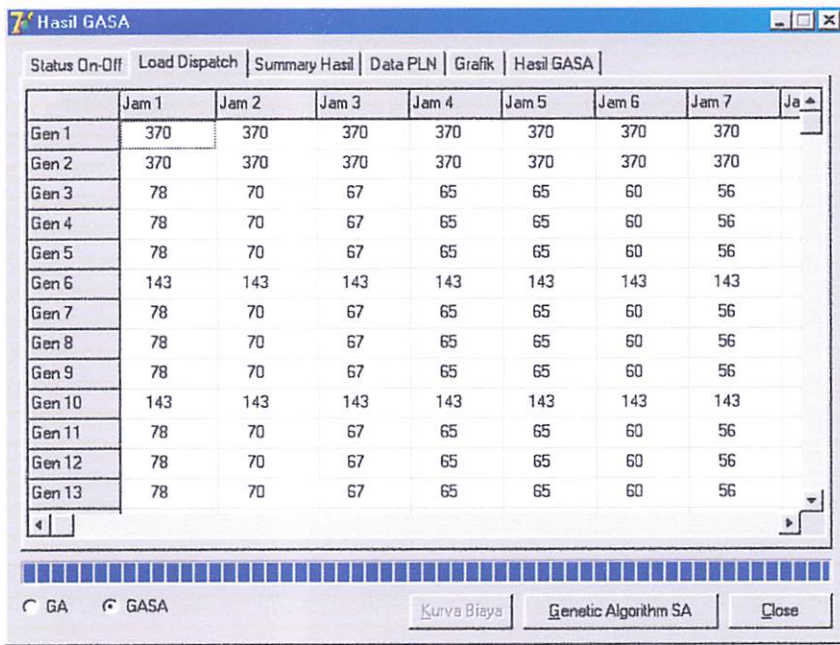 Hasil GASA
Status On-Off Load Dispatch Summary Hasil Data PLN Grafik Hasil GASA
Jam 1 Jam 2 Jam 3 Jam 4 Jam 5 Jam 6 Jam 7 Ja
Gen 1 370 370 370 370 370 370 370
Gen 2 370 370 370 370 370 370 370
Gen 3 78 70 67 65 65 60 56
Gen 4 78 70 67 65 65 60 56
Gen 5 78 70 67 65 65 60 56
Gen 6 143 143 143 143 143 143 143
Gen 7 78 70 67 65 65 60 56
Gen 8 78 70 67 65 65 60 56
Gen 9 78 70 67 65 65 60 56
Gen 10 143 143 143 143 143 143 143
Gen 11 78 70 67 65 65 60 56
Gen 12 78 70 67 65 65 60 56
Gen 13 78 70 67 65 65 60 56
GA GASA Kurva Biaya Genetic Algorithm SA Close